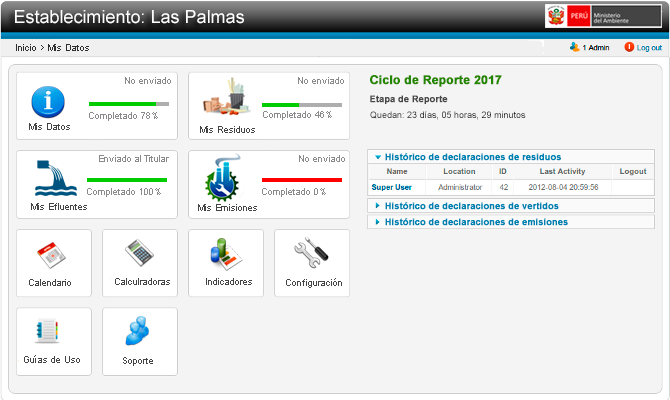 Establecimiento: Las Palmas
PERÚ
Ministerio
del Ambiente
Inicio > Mis Datos
1 Admin
Log out
No enviado
Completado 78%
Mis Datos
No enviado
Completado 46%
Mis Residuos
Enviado al Titular
Completado 100%
Mis Efluentes
No enviado
Completado 0%
Mis Emisiones
Calendario
Calculradoras
Indicadores
Configuración
Guías de Uso
Soporte
Ciclo de Reporte 2017
Etapa de Reporte
Quedan: 23 días, 05 horas, 29 minutos
Histórico de declaraciones de residuos
Name Location ID Last Activity Logout
Super User Administrator 42 2012-08-04 20:59:56
Histórico de declaraciones de vertidos
Histórico de declaraciones de emisiones